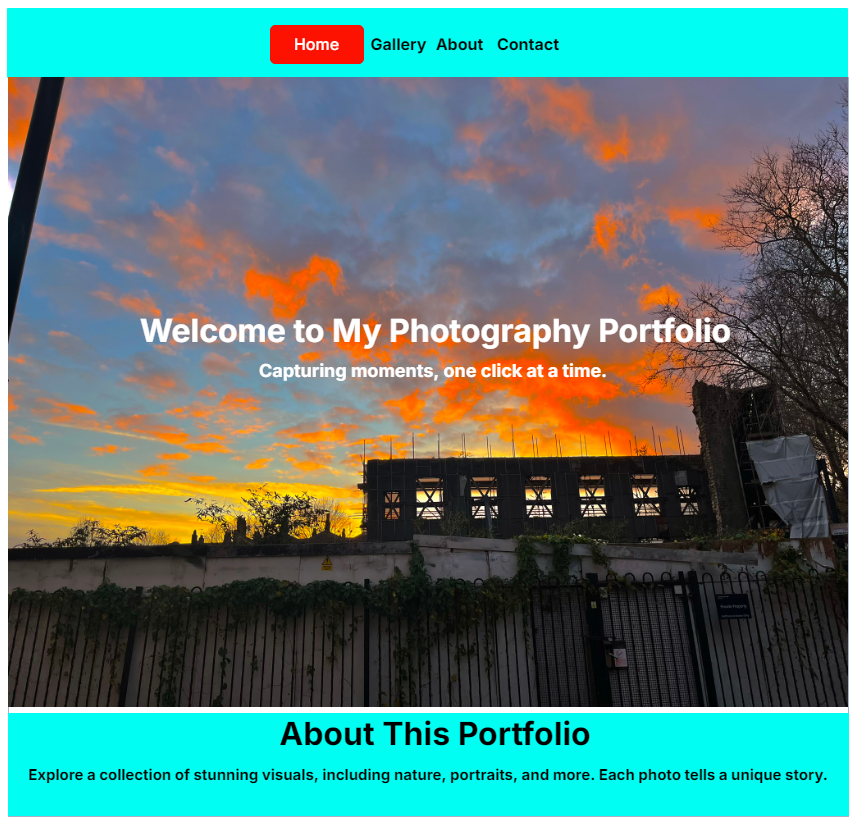 Home Gallery About Contact
Welcome to My Photography Portfolio
Capturing moments, one click at a time.
About This Portfolio
Explore a collection of stunning visuals, including nature, portraits, and more. Each photo tells a unique story.